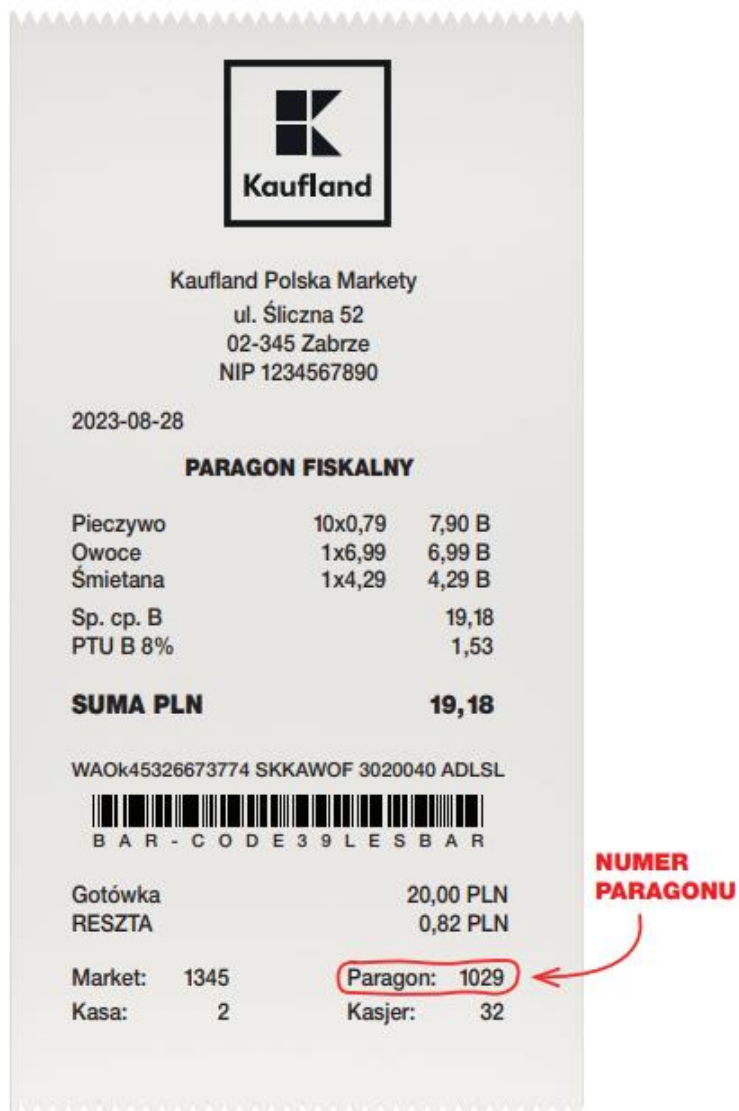 Kaufland
Kaufland Polska Markety
ul. Śliczna 52
02-345 Zabrze
NIP 1234567890
2023-08-28
PARAGON FISKALNY
Pieczywo 10x0,79 7,90 B
Owoce 1x6,99 6,99 B
Śmietana 1x4,29 4,29 B
Sp. cp. B 19,18
PTU B 8% 1,53
SUMA PLN 19,18
WAOk45326673774 SKKAWOF 3020040 ADLSL
BAR-CODE39LESBAR
Gotówka 20,00 PLN
RESZTA 0,82 PLN
NUMER
PARAGONU
Market: 1345 Paragon: 1029
Kasa: 2 Kasjer: 32